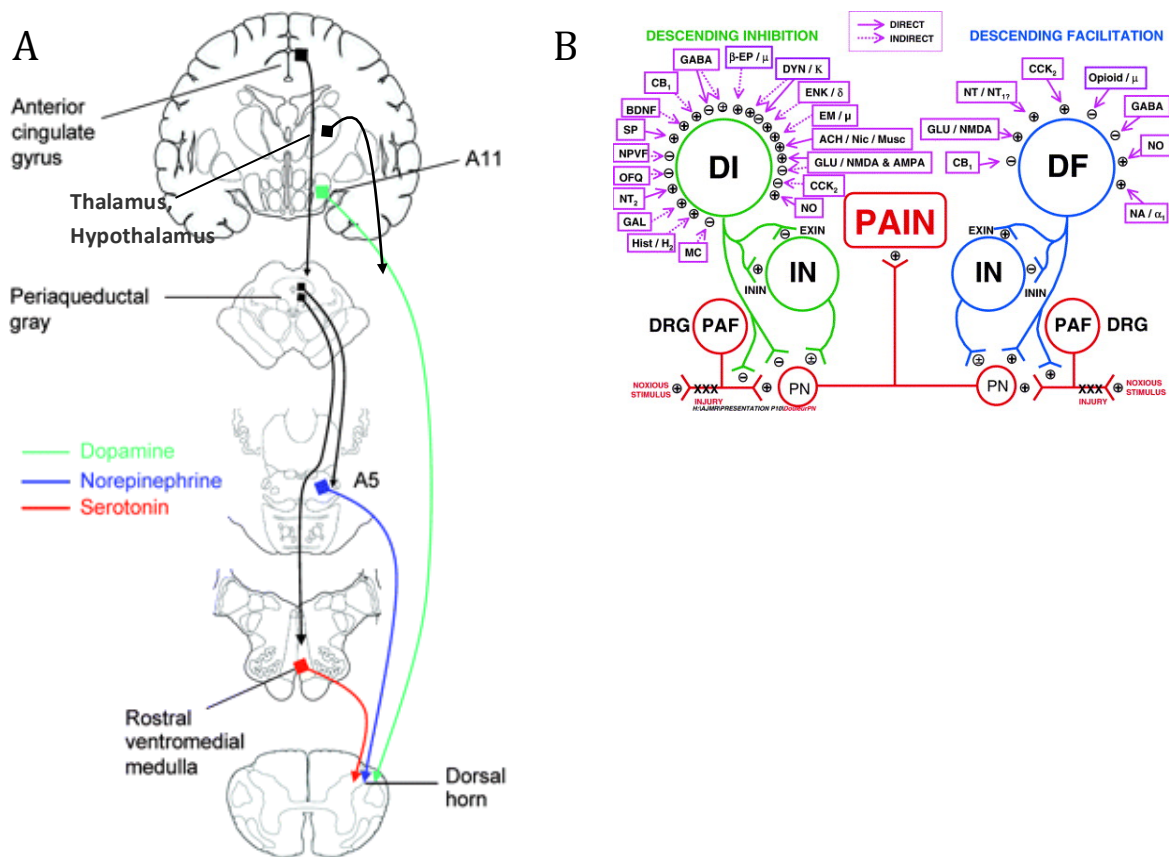 A
Anterior
cingulate
gyrus
Thalamus,
Hypothalamus
A11
Periaqueductal
gray
Dopamine
Norepinephrine
Serotonin
A5
Rostral
ventromedial
medulla
Dorsal
horn
B
DESCENDING INHIBITION
DIRECT
INDIRECT
DESCENDING FACILITATION
GABA
β-EP / μ
DYN / K
CB1
ENK / δ
BDNF
EM / μ
SP
ACH / Nic / Musc
NPVF
GLU / NMDA & AMPA
OFQ
CCK2
NT2
NO
GAL
Hist / H2
MC
DI
EXIN
IN
ININ
DRG
PAF
NOXIOUS
STIMULUS
XXX
INJURY
PN
PAIN
CCK2
Opioid / μ
NT / NT1?
GABA
GLU / NMDA
NO
CB1
NA / α1
DF
EXIN
IN
ININ
PAF
DRG
PN
XXX
INJURY
NOXIOUS
STIMULUS